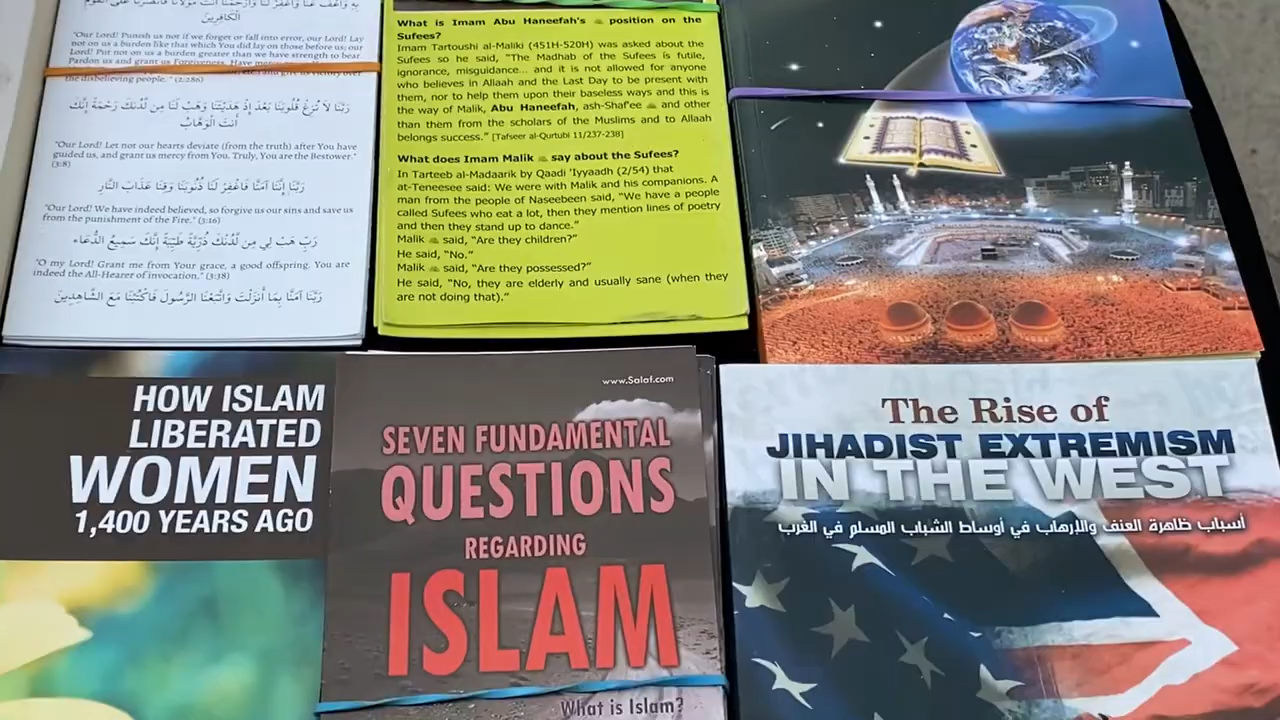 "Our Lord! Punish us not if we forget or fall into error, our Lord! Lay
not on us a burden like that which You did lay on those before us; our
Lord! Put not on us a burden greater than we have strength to bear
Pardon us and grant us Forgiveness. Have
the disbelieving people." (2:286)
رَبَّنَا لاَ تُزِغْ قُلُوبَنَا بَعْدَ إِذْ هَدَيْتَنَا وَهَبْ لَنَا مِن لَّدُنكَ رَحْمَةً إِنَّكَ
أَنتَ الْوَهَّابُ
"Our Lord! Let not our hearts deviate (from the truth) after You have
guided us, and grant us mercy from You. Truly, You are the Bestower."
(3:8)
رَبَّنَا إِنَّنَا آمَنَّا فَاغْفِرْ لَنَا ذُنُوبَنَا وَقِنَا عَذَابَ النَّارِ
"Our Lord! We have indeed believed, so forgive us our sins and save us
from the punishment of the Fire." (3:16)
رَبِّ هَبْ لِي مِن لَّدُنْكَ ذُرِّيَّةً طَيِّبَةً إِنَّكَ سَمِيعُ الدُّعَاء
"O my Lord! Grant me from Your grace, a good offspring. You are
indeed the All-Hearer of invocation." (3:38)
رَبَّنَا آمَنَّا بِمَا أَنزَلَتْ وَاتَّبَعْنَا الرَّسُولَ فَاكْتُبْنَا مَعَ الشَّاهِدِينَ
What is Imam Abu Haneefah's position on the
Sufees?
Imam Tartoushi al-Maliki (451H-520H) was asked about the
Sufees so he said, "The Madhab of the Sufees is futile,
ignorance, misguidance... and it is not allowed for anyone
who believes in Allaah and the Last Day to be present with
them, nor to help them upon their baseless ways and this is
the way of Malik, Abu Haneefah, ash-Shaf'ee and other
than them from the scholars of the Muslims and to Allaah
belongs success." [Tafseer al-Qurtubi 11/237-238]
What does Imam Malik say about the Sufees?
In Tarteeb al-Madaarik by Qaadi 'Iyyaadh (2/54) that
at-Teneesee said: We were with Malik and his companions. A
man from the people of Naseebeen said, "We have a people
called Sufees who eat a lot, then they mention lines of poetry
and then they stand up to dance."
Malik said, "Are they children?"
He said, "No."
Malik said, "Are they possessed?"
He said, "No, they are elderly and usually sane (when they
are not doing that)."
HOW ISLAM
LIBERATED
WOMEN
1,400 YEARS AGO
www.Salaf.com
SEVEN FUNDAMENTAL
QUESTIONS
REGARDING
ISLAM
What is Islam?
The Rise of
JIHADIST EXTREMISM
IN THE WEST
أسباب ظاهرة العنف والإرهاب في أوساط الشباب المسلم في الغرب